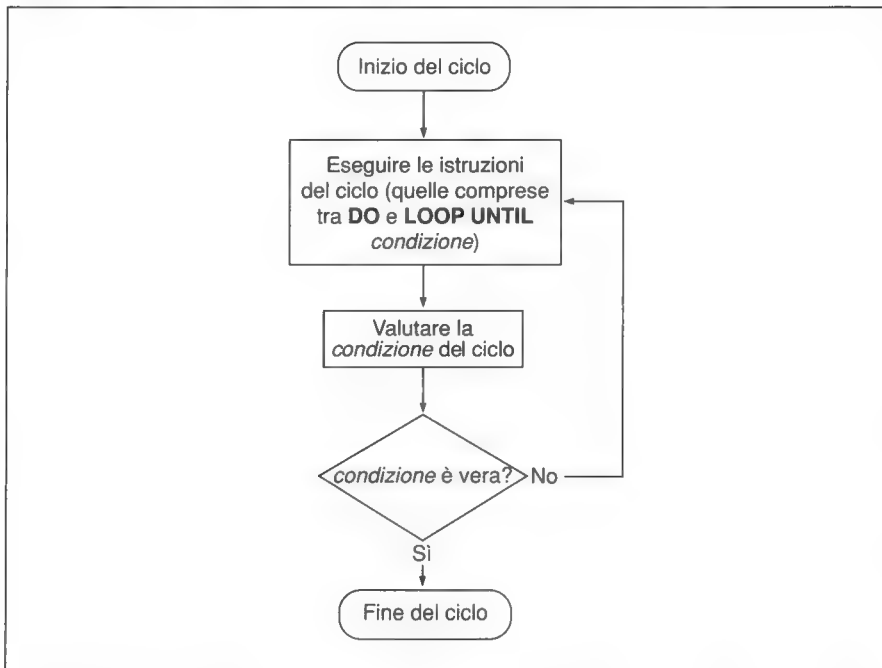 Inizio del ciclo
Eseguire le istruzioni
del ciclo (quelle comprese
tra DO e LOOP UNTIL
condizione)
Valutare la
condizione del ciclo
condizione è vera? No
Sì
Fine del ciclo